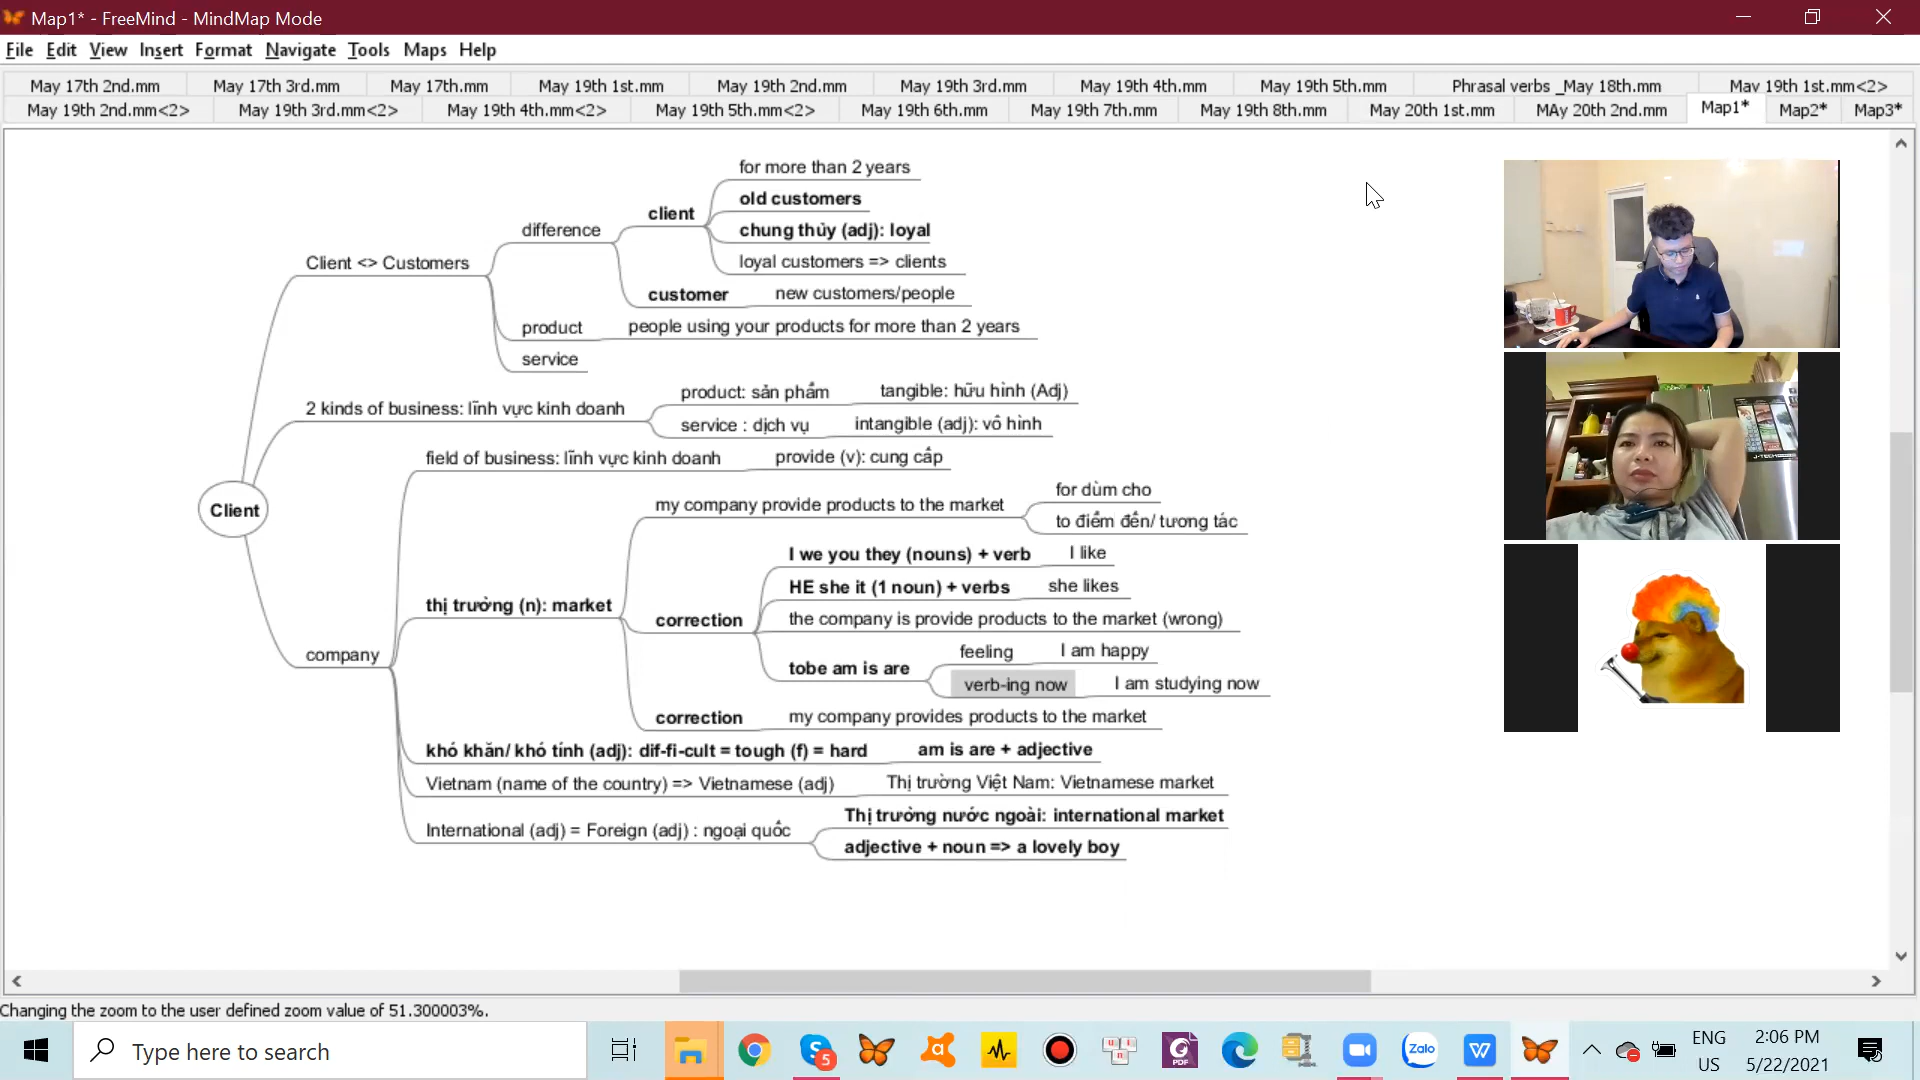 Map1* - FreeMind - MindMap Mode
File Edit View Insert Format Navigate Tools Maps Help
May 17th 2nd.mm May 17th 3rd.mm May 17th.mm May 19th 1st.mm May 19th 2nd.mm May 19th 3rd.mm May 19th 4th.mm May 19th 5th.mm Phrasal verbs _May 18th.mm May 19th 1st.mm<2>
May 19th 2nd.mm<2> May 19th 3rd.mm<2> May 19th 4th.mm<2> May 19th 5th.mm<2> May 19th 6th.mm May 19th 7th.mm May 19th 8th.mm May 20th 1st.mm MAy 20th 2nd.mm Map1* Map2* Map3*
Client
Client <> Customers
difference
client
for more than 2 years
old customers
chung thủy (adj): loyal
loyal customers => clients
customer
new customers/people
product
people using your products for more than 2 years
service
2 kinds of business: lĩnh vực kinh doanh
product: sản phẩm
tangible: hữu hình (Adj)
service : dịch vụ
intangible (adj): vô hình
company
field of business: lĩnh vực kinh doanh
provide (v): cung cấp
thị trường (n): market
my company provide products to the market
for dùm cho
to điểm đến/ tương tác
correction
I we you they (nouns) + verb
I like
HE she it (1 noun) + verbs
she likes
the company is provide products to the market (wrong)
tobe am is are
feeling
I am happy
verb-ing now
I am studying now
correction
my company provides products to the market
khó khăn/ khó tính (adj): dif-fi-cult = tough (f) = hard
am is are + adjective
Vietnam (name of the country) => Vietnamese (adj)
Thị trường Việt Nam: Vietnamese market
International (adj) = Foreign (adj) : ngoại quốc
Thị trường nước ngoài: international market
adjective + noun => a lovely boy
J-TECH
Changing the zoom to the user defined zoom value of 51.300003%.
Type here to search
5
PDF
Zalo
W
ENG
US
2:06 PM
5/22/2021